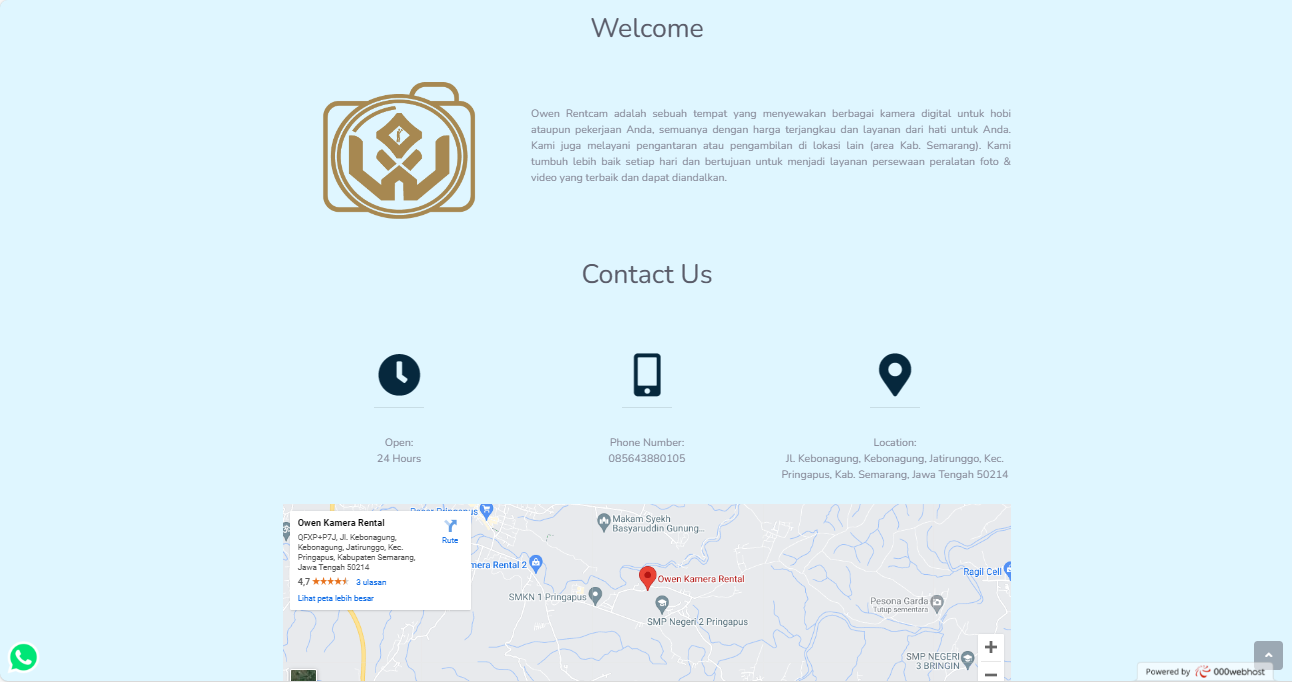 Welcome
Owen Rentcam adalah sebuah tempat yang menyewakan berbagai kamera digital untuk hobi
ataupun pekerjaan Anda, semuanya dengan harga terjangkau dan layanan dari hati untuk Anda.
Kami juga melayani pengantaran atau pengambilan di lokasi lain (area Kab. Semarang). Kami
tumbuh lebih baik setiap hari dan bertujuan untuk menjadi layanan persewaan peralatan foto &
video yang terbaik dan dapat diandalkan.
Contact Us
Open:
24 Hours
Phone Number:
085643880105
Location:
Jl. Kebonagung, Kebonagung, Jatirunggo, Kec.
Pringapus, Kab. Semarang, Jawa Tengah 50214
Owen Kamera Rental
QFXP+P7J, Jl. Kebonagung,
Kebonagung, Jatirunggo, Kec.
Pringapus, Kabupaten Semarang,
Jawa Tengah 50214
4,7
3 ulasan
Lihat peta lebih besar
Rute
Makam Syekh
Basyaruddin Gunung...
mera Rental 2
Owen Kamera Rental
Ragil Cell
SMKN 1 Pringapus
Pesona Garda
Tutup sementara
SMP Negeri 2 Pringapus
SMP NEGERI
3 BRINGIN
Powered by 000webhost